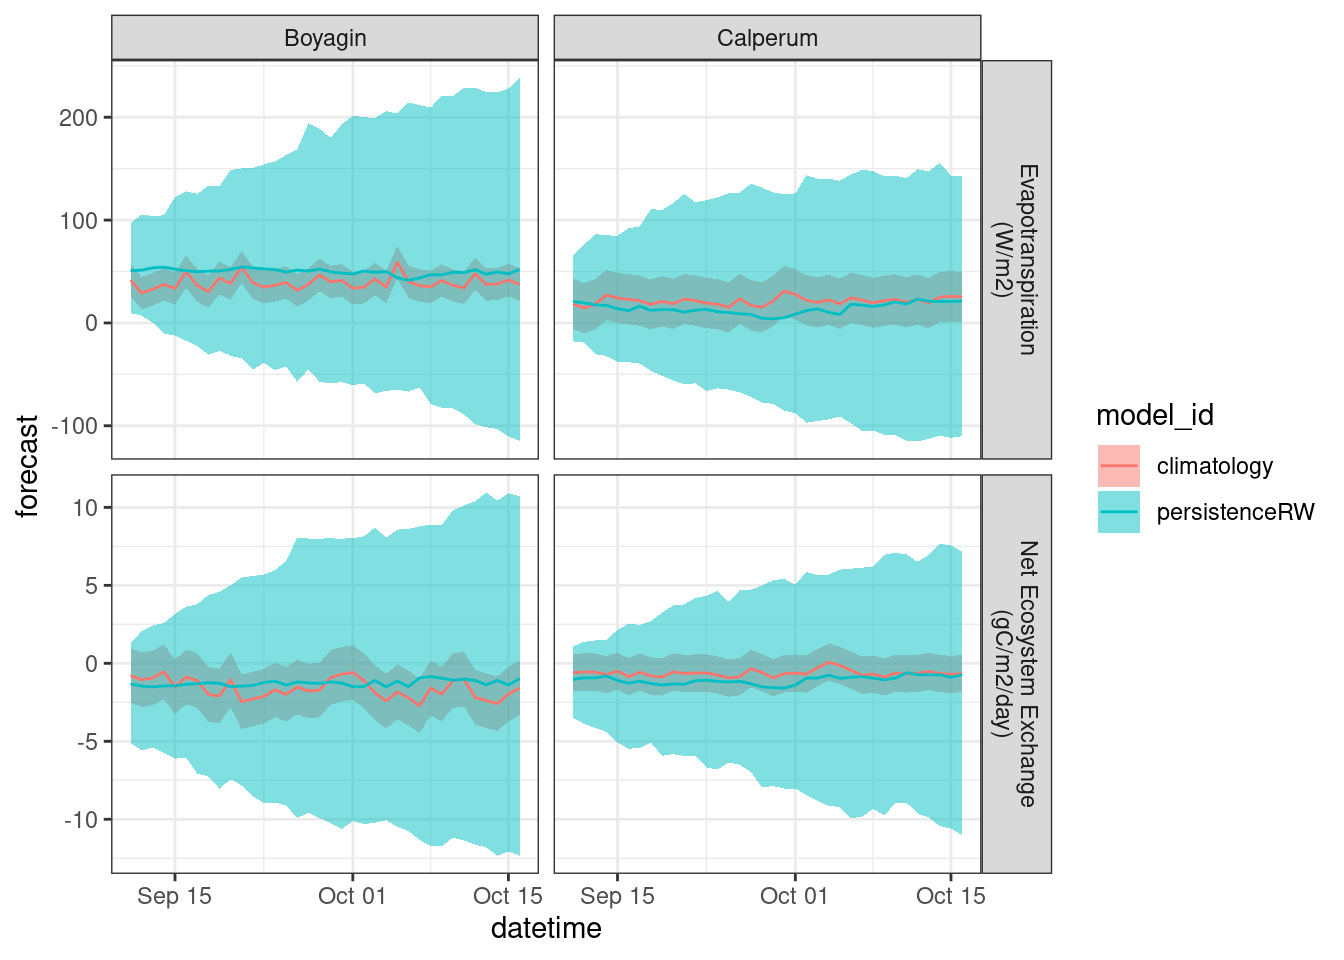 Boyagin
Calperum
200
100
0
-100
Evapotranspiration
(W/m2)
10
5
0
-5
-10
Net Ecosystem Exchange
(gC/m2/day)
Sep 15
Oct 01
Oct 15
Sep 15
Oct 01
Oct 15
datetime
forecast
model_id
climatology
persistenceRW